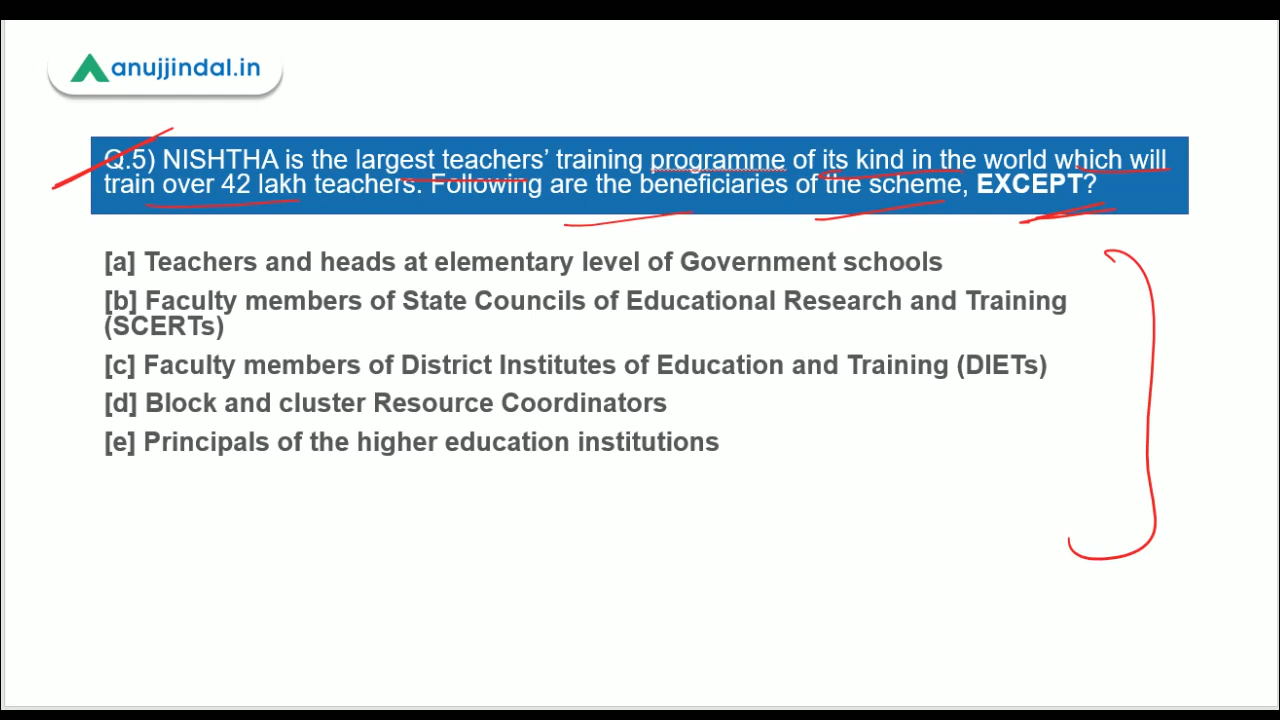 anujjindal.in
Q.5) NISHTHA is the largest teachers’ training programme of its kind in the world which will
train over 42 lakh teachers. Following are the beneficiaries of the scheme, EXCEPT?
[a] Teachers and heads at elementary level of Government schools
[b] Faculty members of State Councils of Educational Research and Training
(SCERTs)
[c] Faculty members of District Institutes of Education and Training (DIETs)
[d] Block and cluster Resource Coordinators
[e] Principals of the higher education institutions